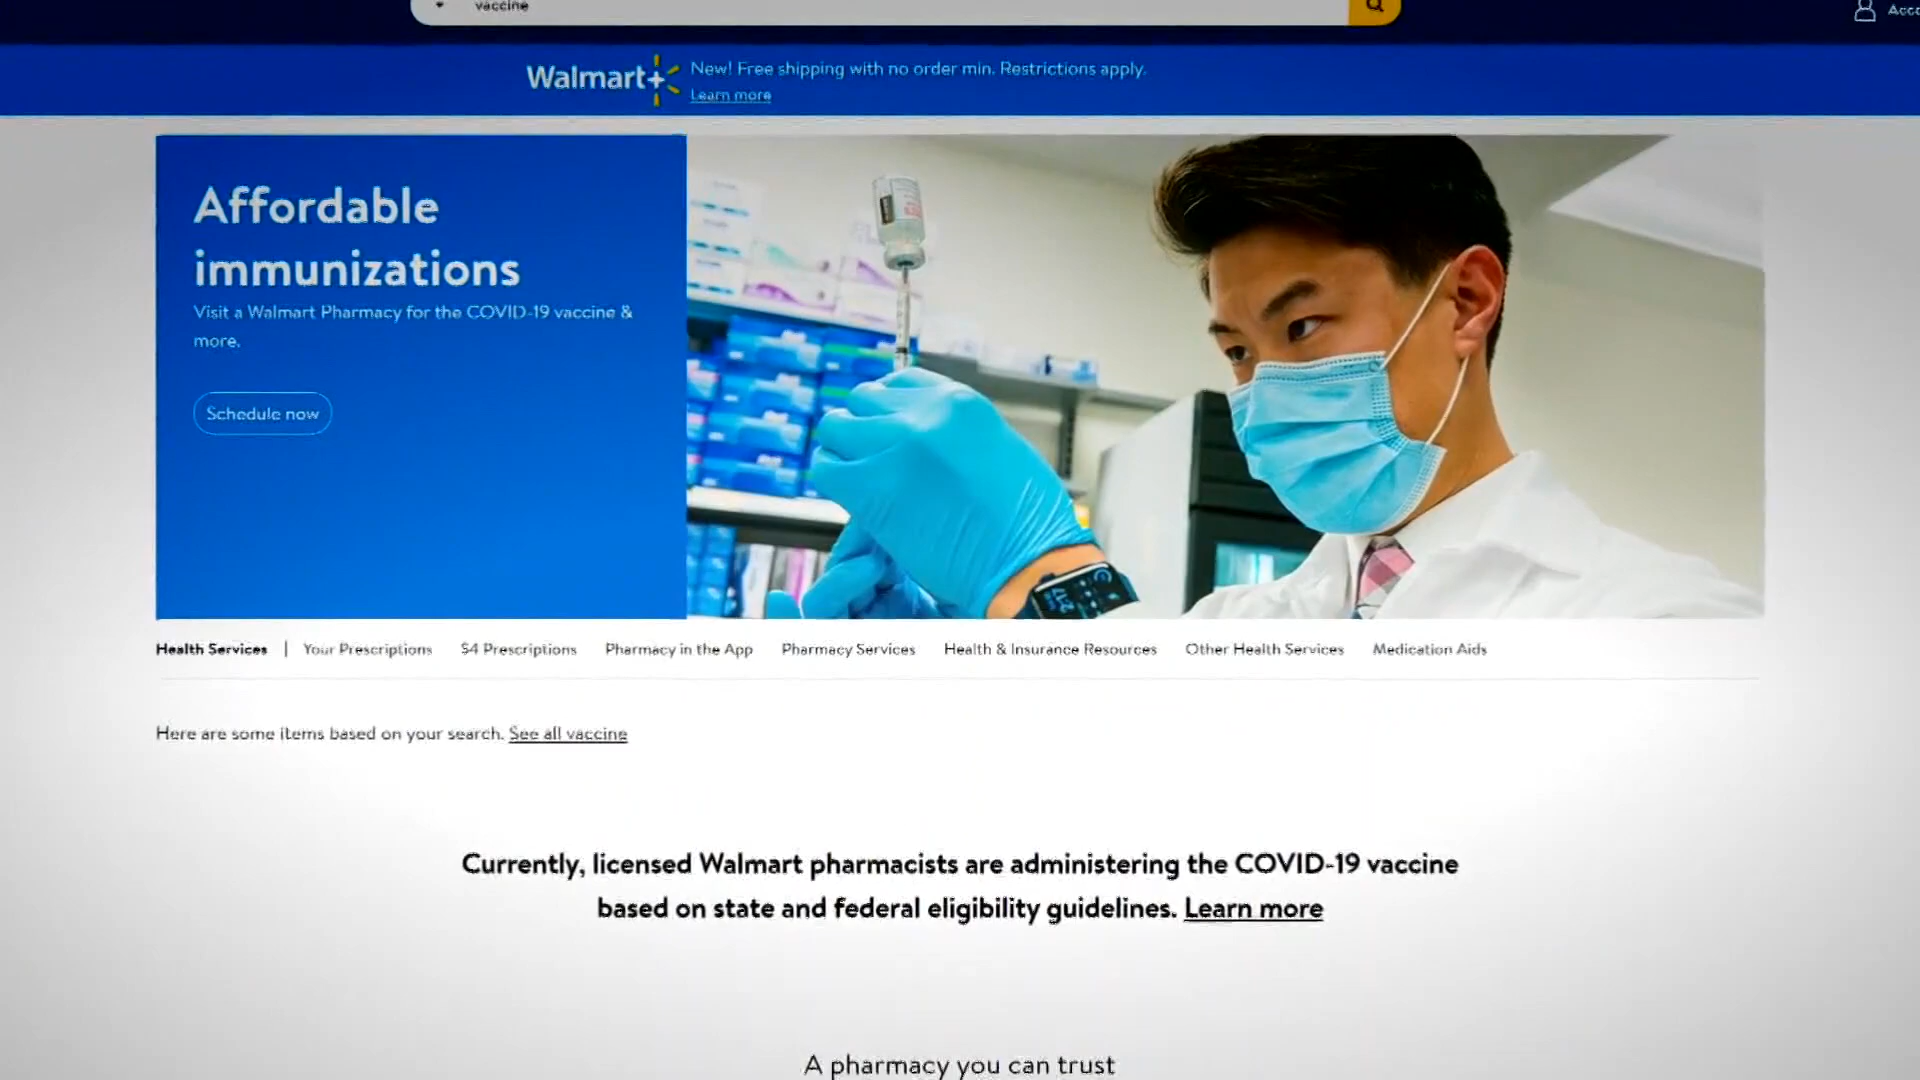 vaccine
Acco
Walmart+
New! Free shipping with no order min. Restrictions apply.
Learn more
Affordable
immunizations
Visit a Walmart Pharmacy for the COVID-19 vaccine &
more.
Schedule now
2:17
Health Services | Your Prescriptions $4 Prescriptions Pharmacy in the App Pharmacy Services Health & Insurance Resources Other Health Services Medication Aids
Here are some items based on your search. See all vaccine
Currently, licensed Walmart pharmacists are administering the COVID-19 vaccine
based on state and federal eligibility guidelines. Learn more
A pharmacy you can trust